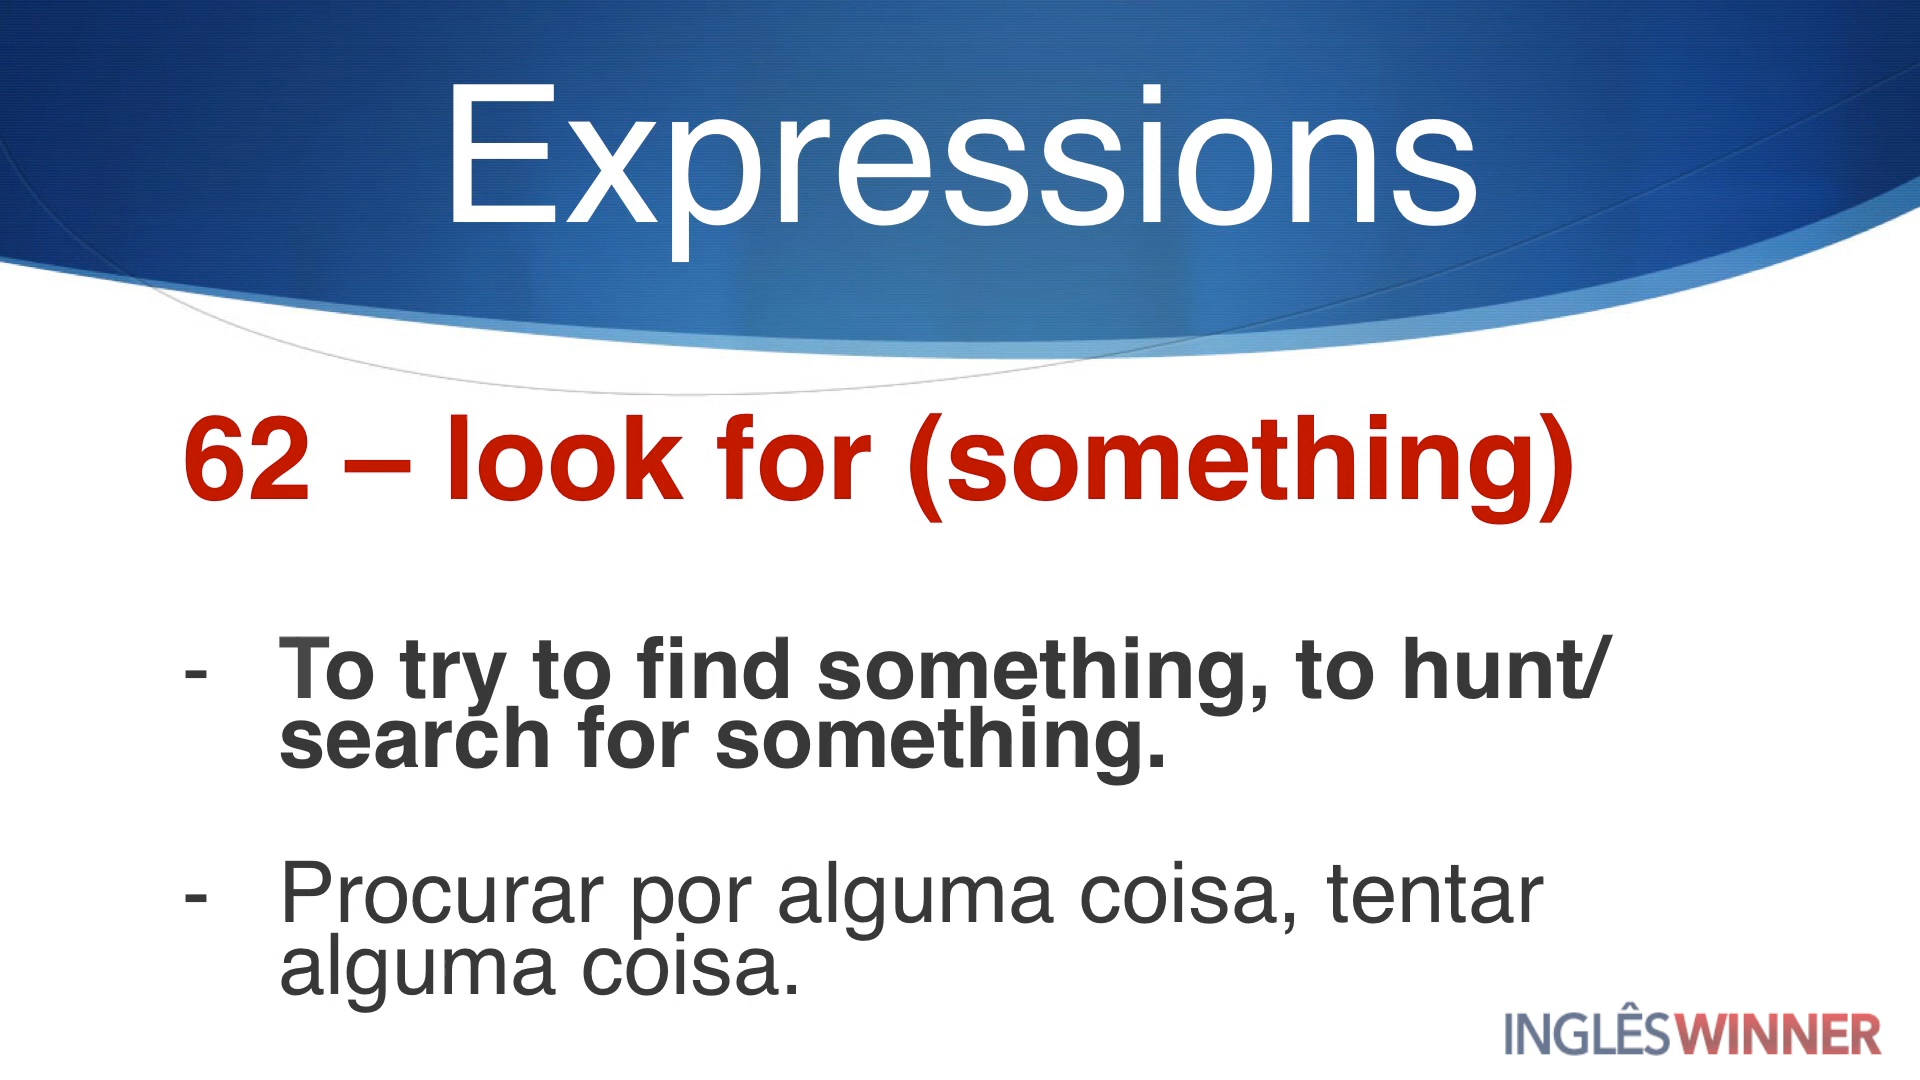 Expressions
62 – look for (something)
- To try to find something, to hunt/
search for something.
- Procurar por alguma coisa, tentar
alguma coisa.
INGLÊSWINNER